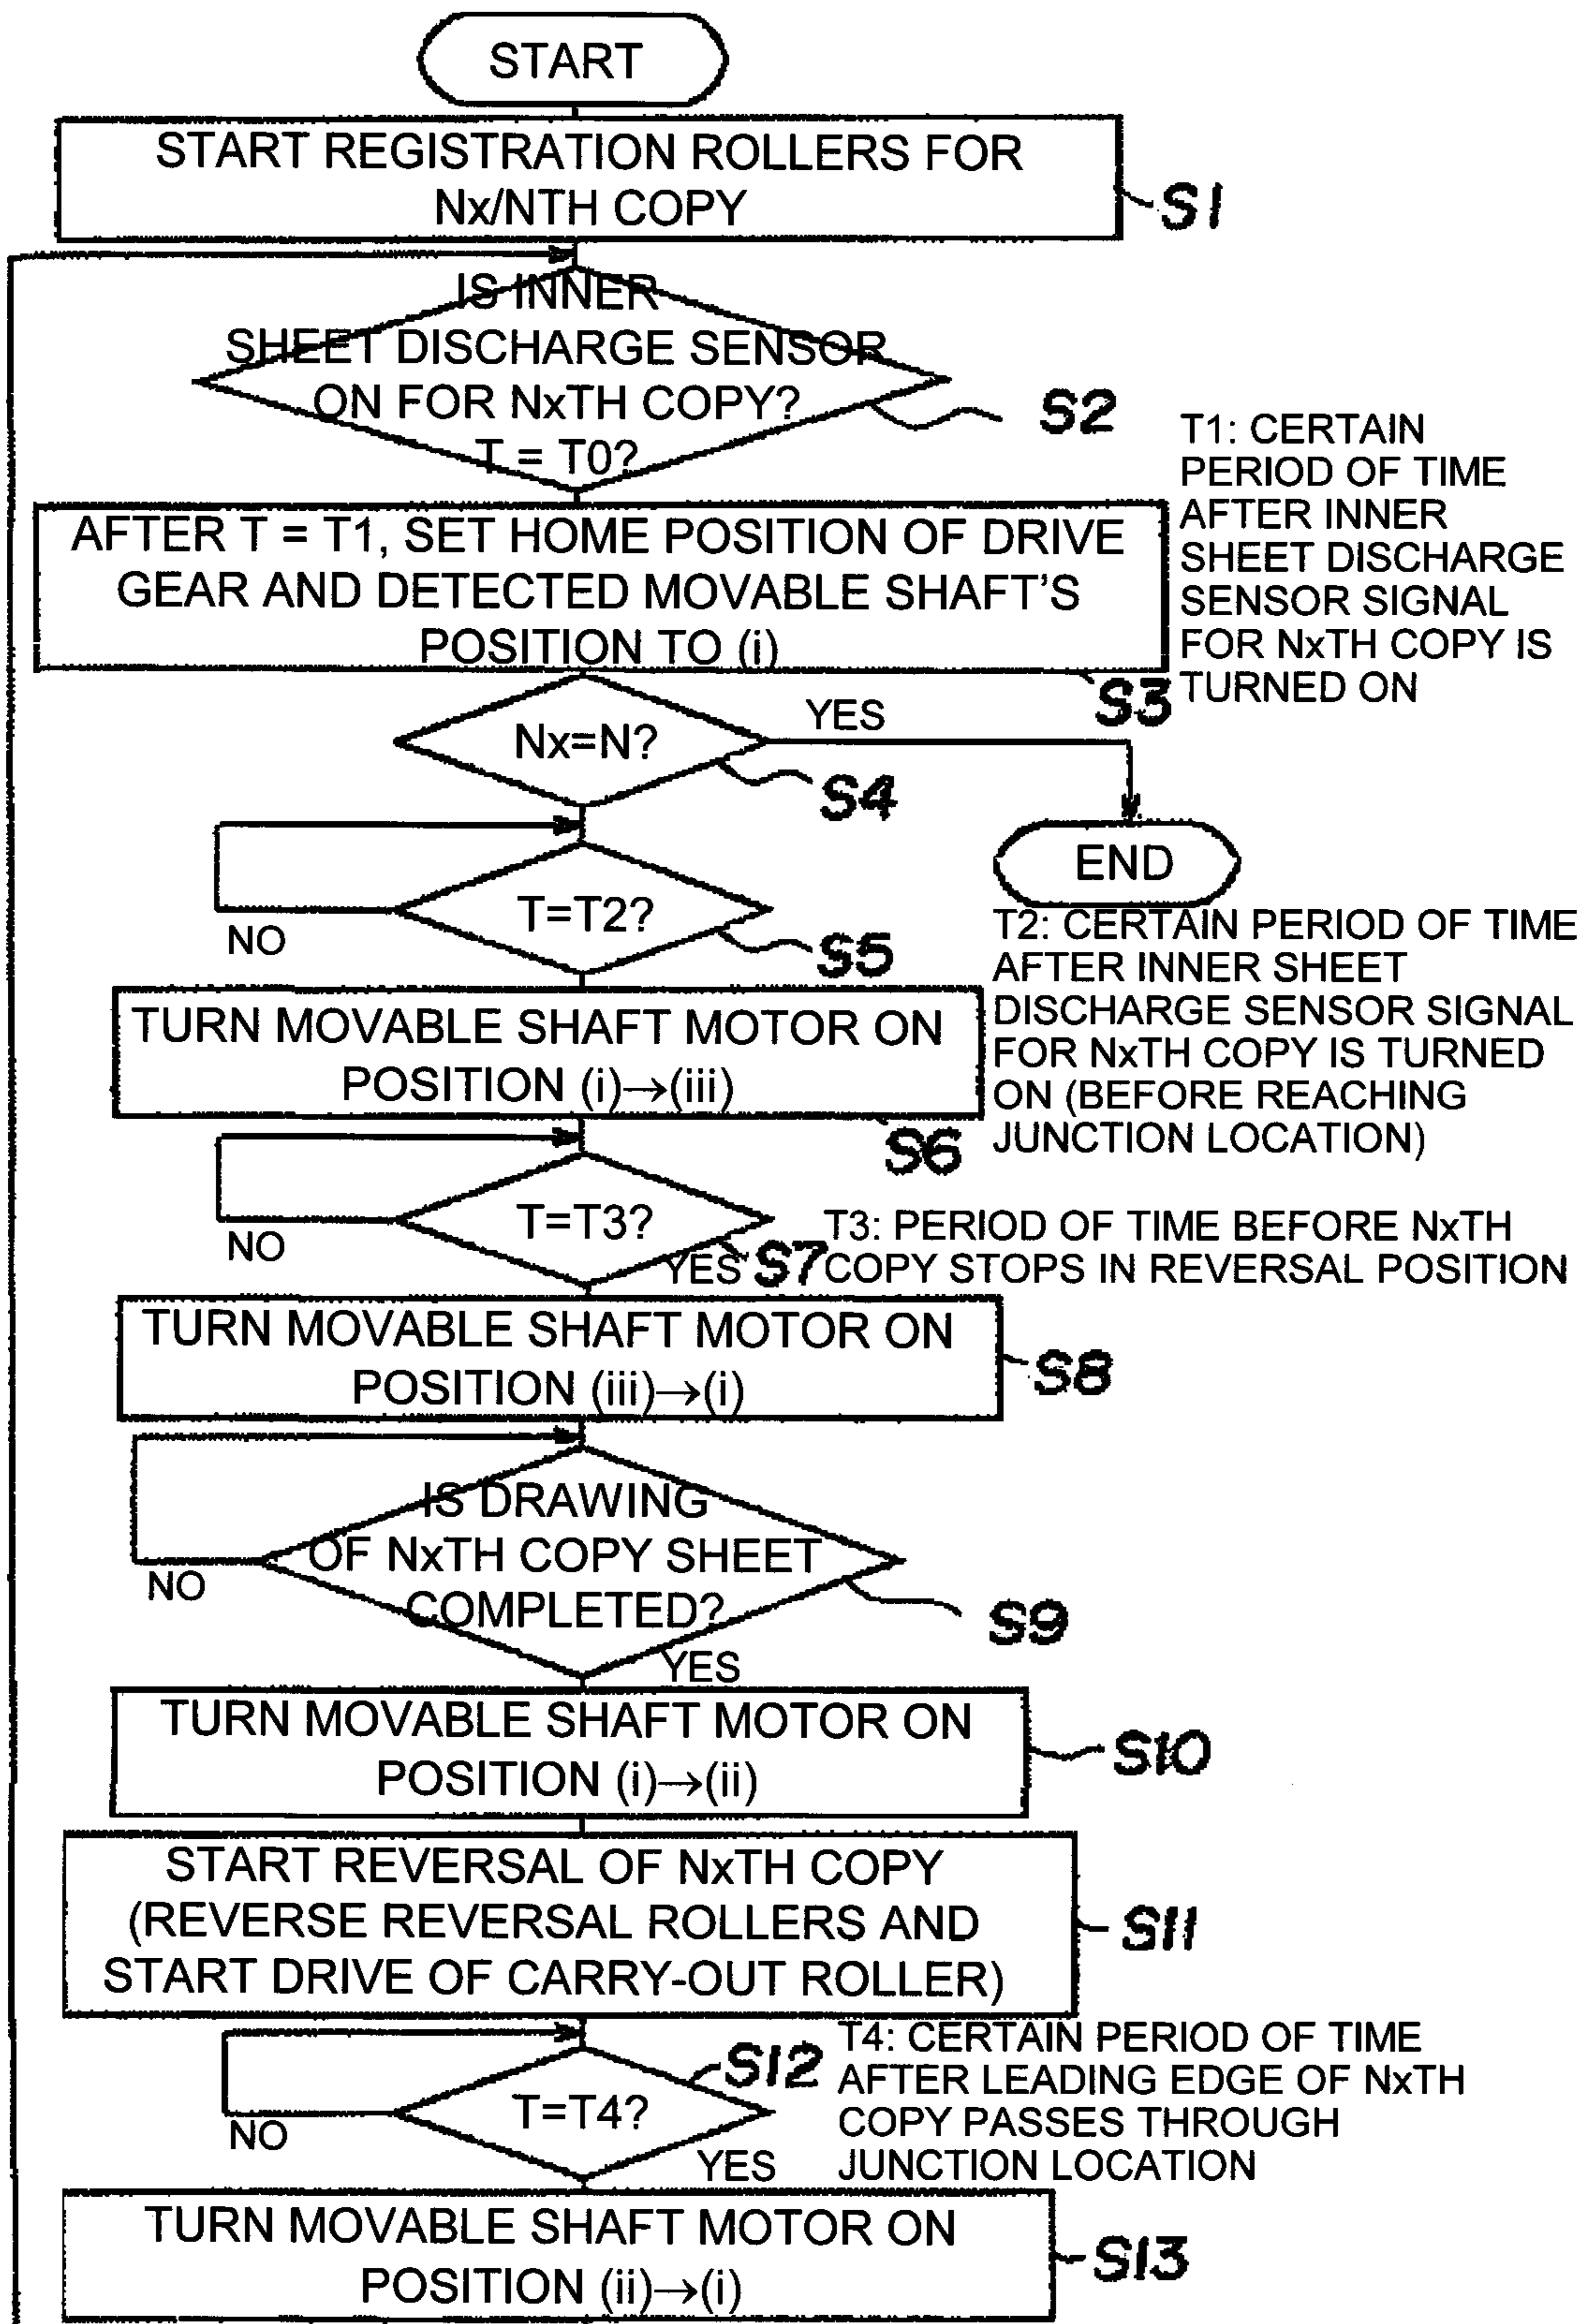 START
START REGISTRATION ROLLERS FOR
Nx/NTH COPY
S1
IS INNER
SHEET DISCHARGE SENSOR
ON FOR NxTH COPY?
T = T0?
S2
T1: CERTAIN
PERIOD OF TIME
AFTER INNER
SHEET DISCHARGE
SENSOR SIGNAL
FOR NxTH COPY IS
TURNED ON
AFTER T = T1, SET HOME POSITION OF DRIVE
GEAR AND DETECTED MOVABLE SHAFT'S
POSITION TO (i)
S3
Nx=N?
YES
S4
END
T=T2?
NO
S5
T2: CERTAIN PERIOD OF TIME
AFTER INNER SHEET
DISCHARGE SENSOR SIGNAL
FOR NxTH COPY IS TURNED
ON (BEFORE REACHING
JUNCTION LOCATION)
TURN MOVABLE SHAFT MOTOR ON
POSITION (i)→(iii)
S6
T=T3?
NO
YES
S7
T3: PERIOD OF TIME BEFORE NxTH
COPY STOPS IN REVERSAL POSITION
TURN MOVABLE SHAFT MOTOR ON
POSITION (iii)→(i)
S8
IS DRAWING
OF NxTH COPY SHEET
COMPLETED?
NO
S9
YES
TURN MOVABLE SHAFT MOTOR ON
POSITION (i)→(ii)
S10
START REVERSAL OF NxTH COPY
(REVERSE REVERSAL ROLLERS AND
START DRIVE OF CARRY-OUT ROLLER)
S11
T=T4?
NO
YES
S12
T4: CERTAIN PERIOD OF TIME
AFTER LEADING EDGE OF NxTH
COPY PASSES THROUGH
JUNCTION LOCATION
TURN MOVABLE SHAFT MOTOR ON
POSITION (ii)→(i)
S13